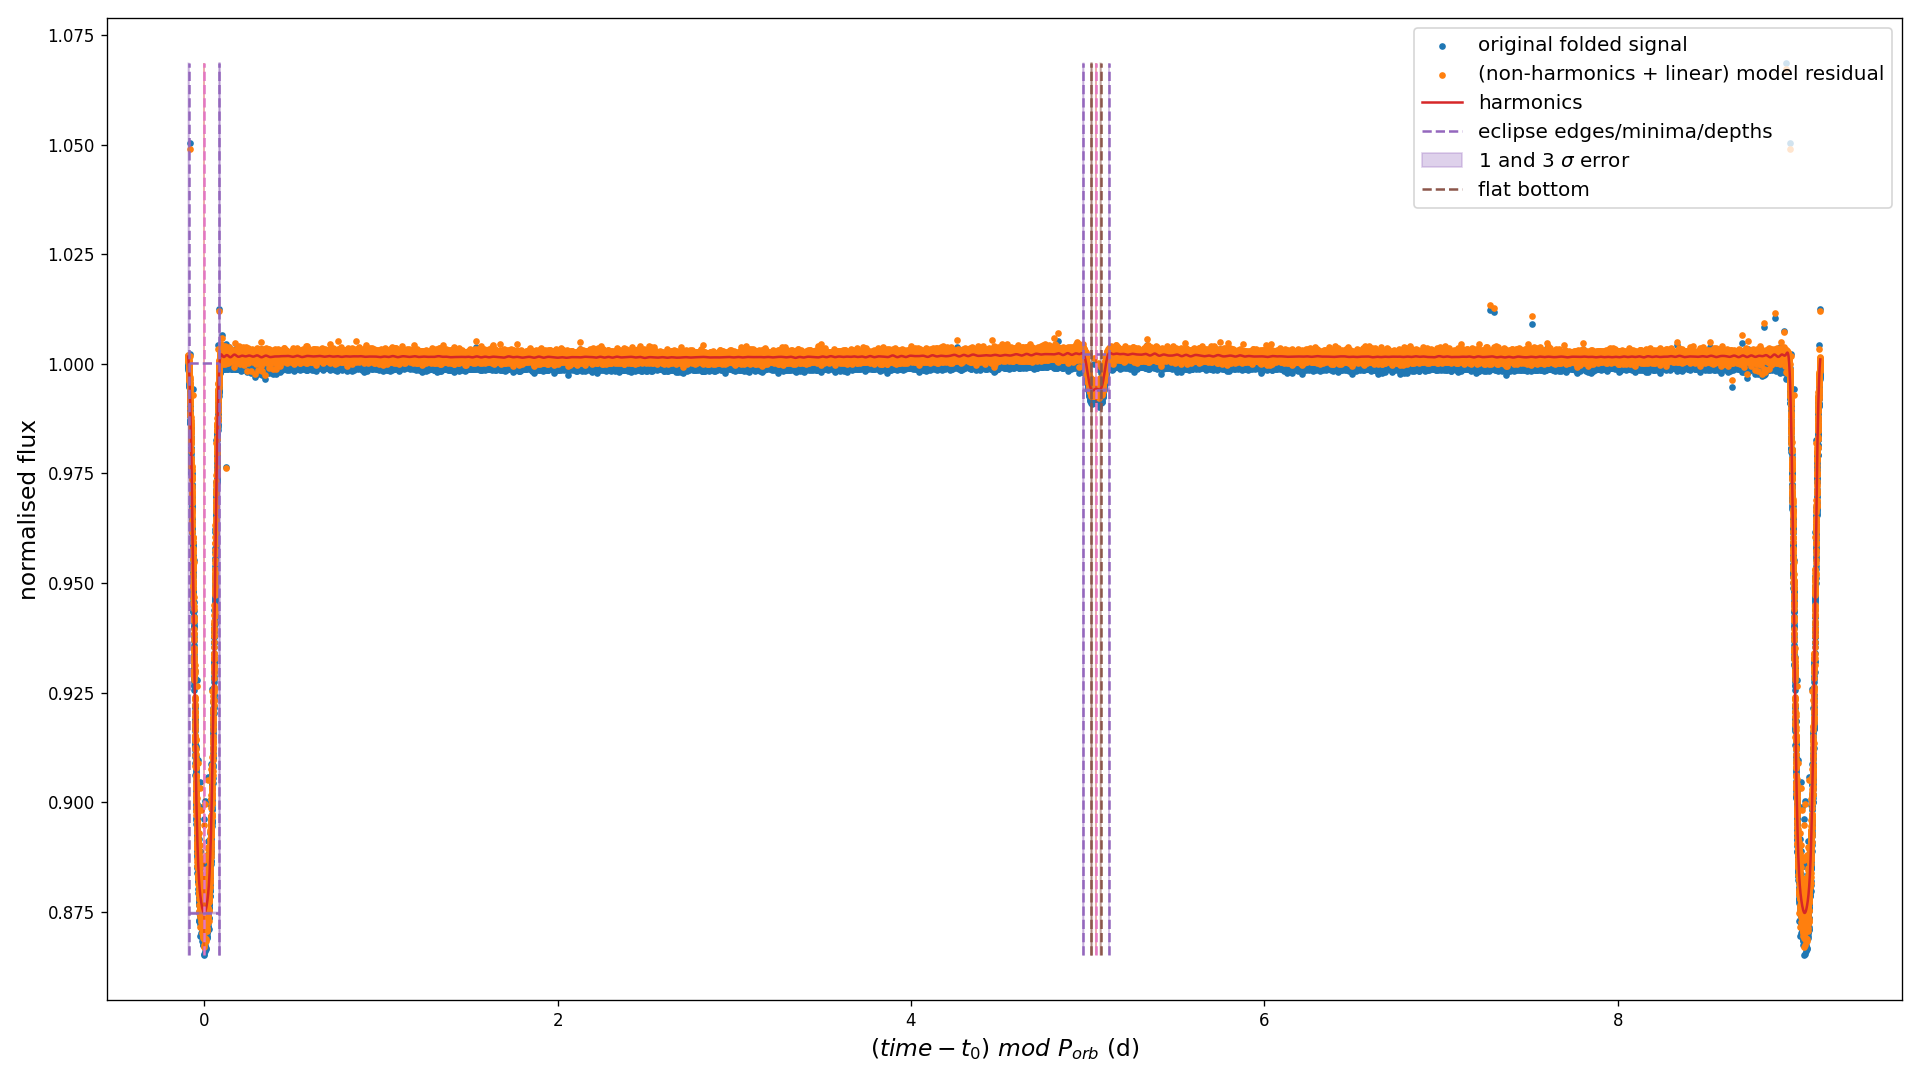 1.075
1.050
1.025
1.000
0.975
0.950
0.925
0.900
0.875
normalised flux
0 2 4 6 8
(time − t₀) mod P_orb (d)
original folded signal
(non-harmonics + linear) model residual
harmonics
eclipse edges/minima/depths
1 and 3 σ error
flat bottom